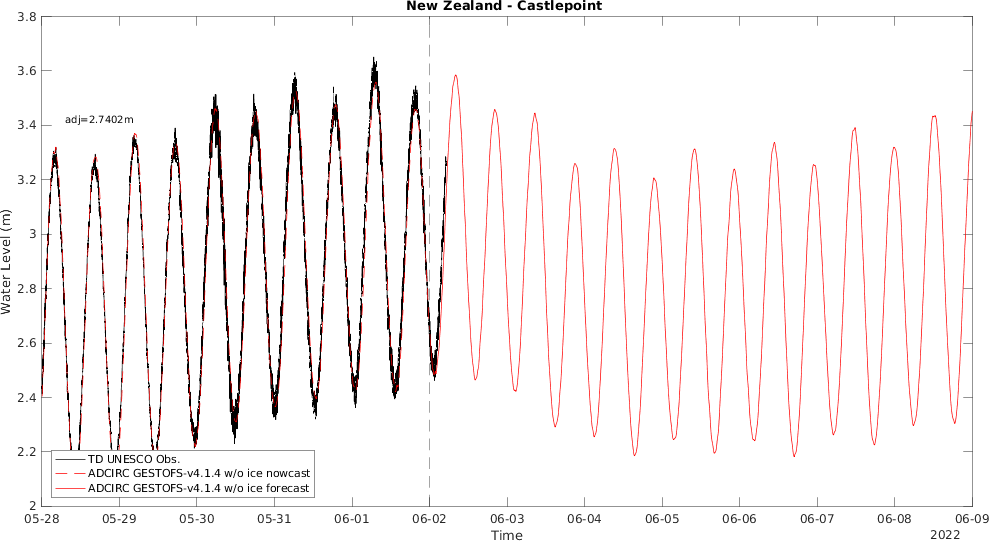 New Zealand - Castlepoint
3.8
3.6
3.4
3.2
3
2.8
2.6
2.4
2.2
2
Water Level (m)
adj=2.7402m
TD UNESCO Obs.
ADCIRC GESTOFS-v4.1.4 w/o ice nowcast
ADCIRC GESTOFS-v4.1.4 w/o ice forecast
05-28 05-29 05-30 05-31 06-01 06-02 06-03 06-04 06-05 06-06 06-07 06-08 06-09
Time
2022